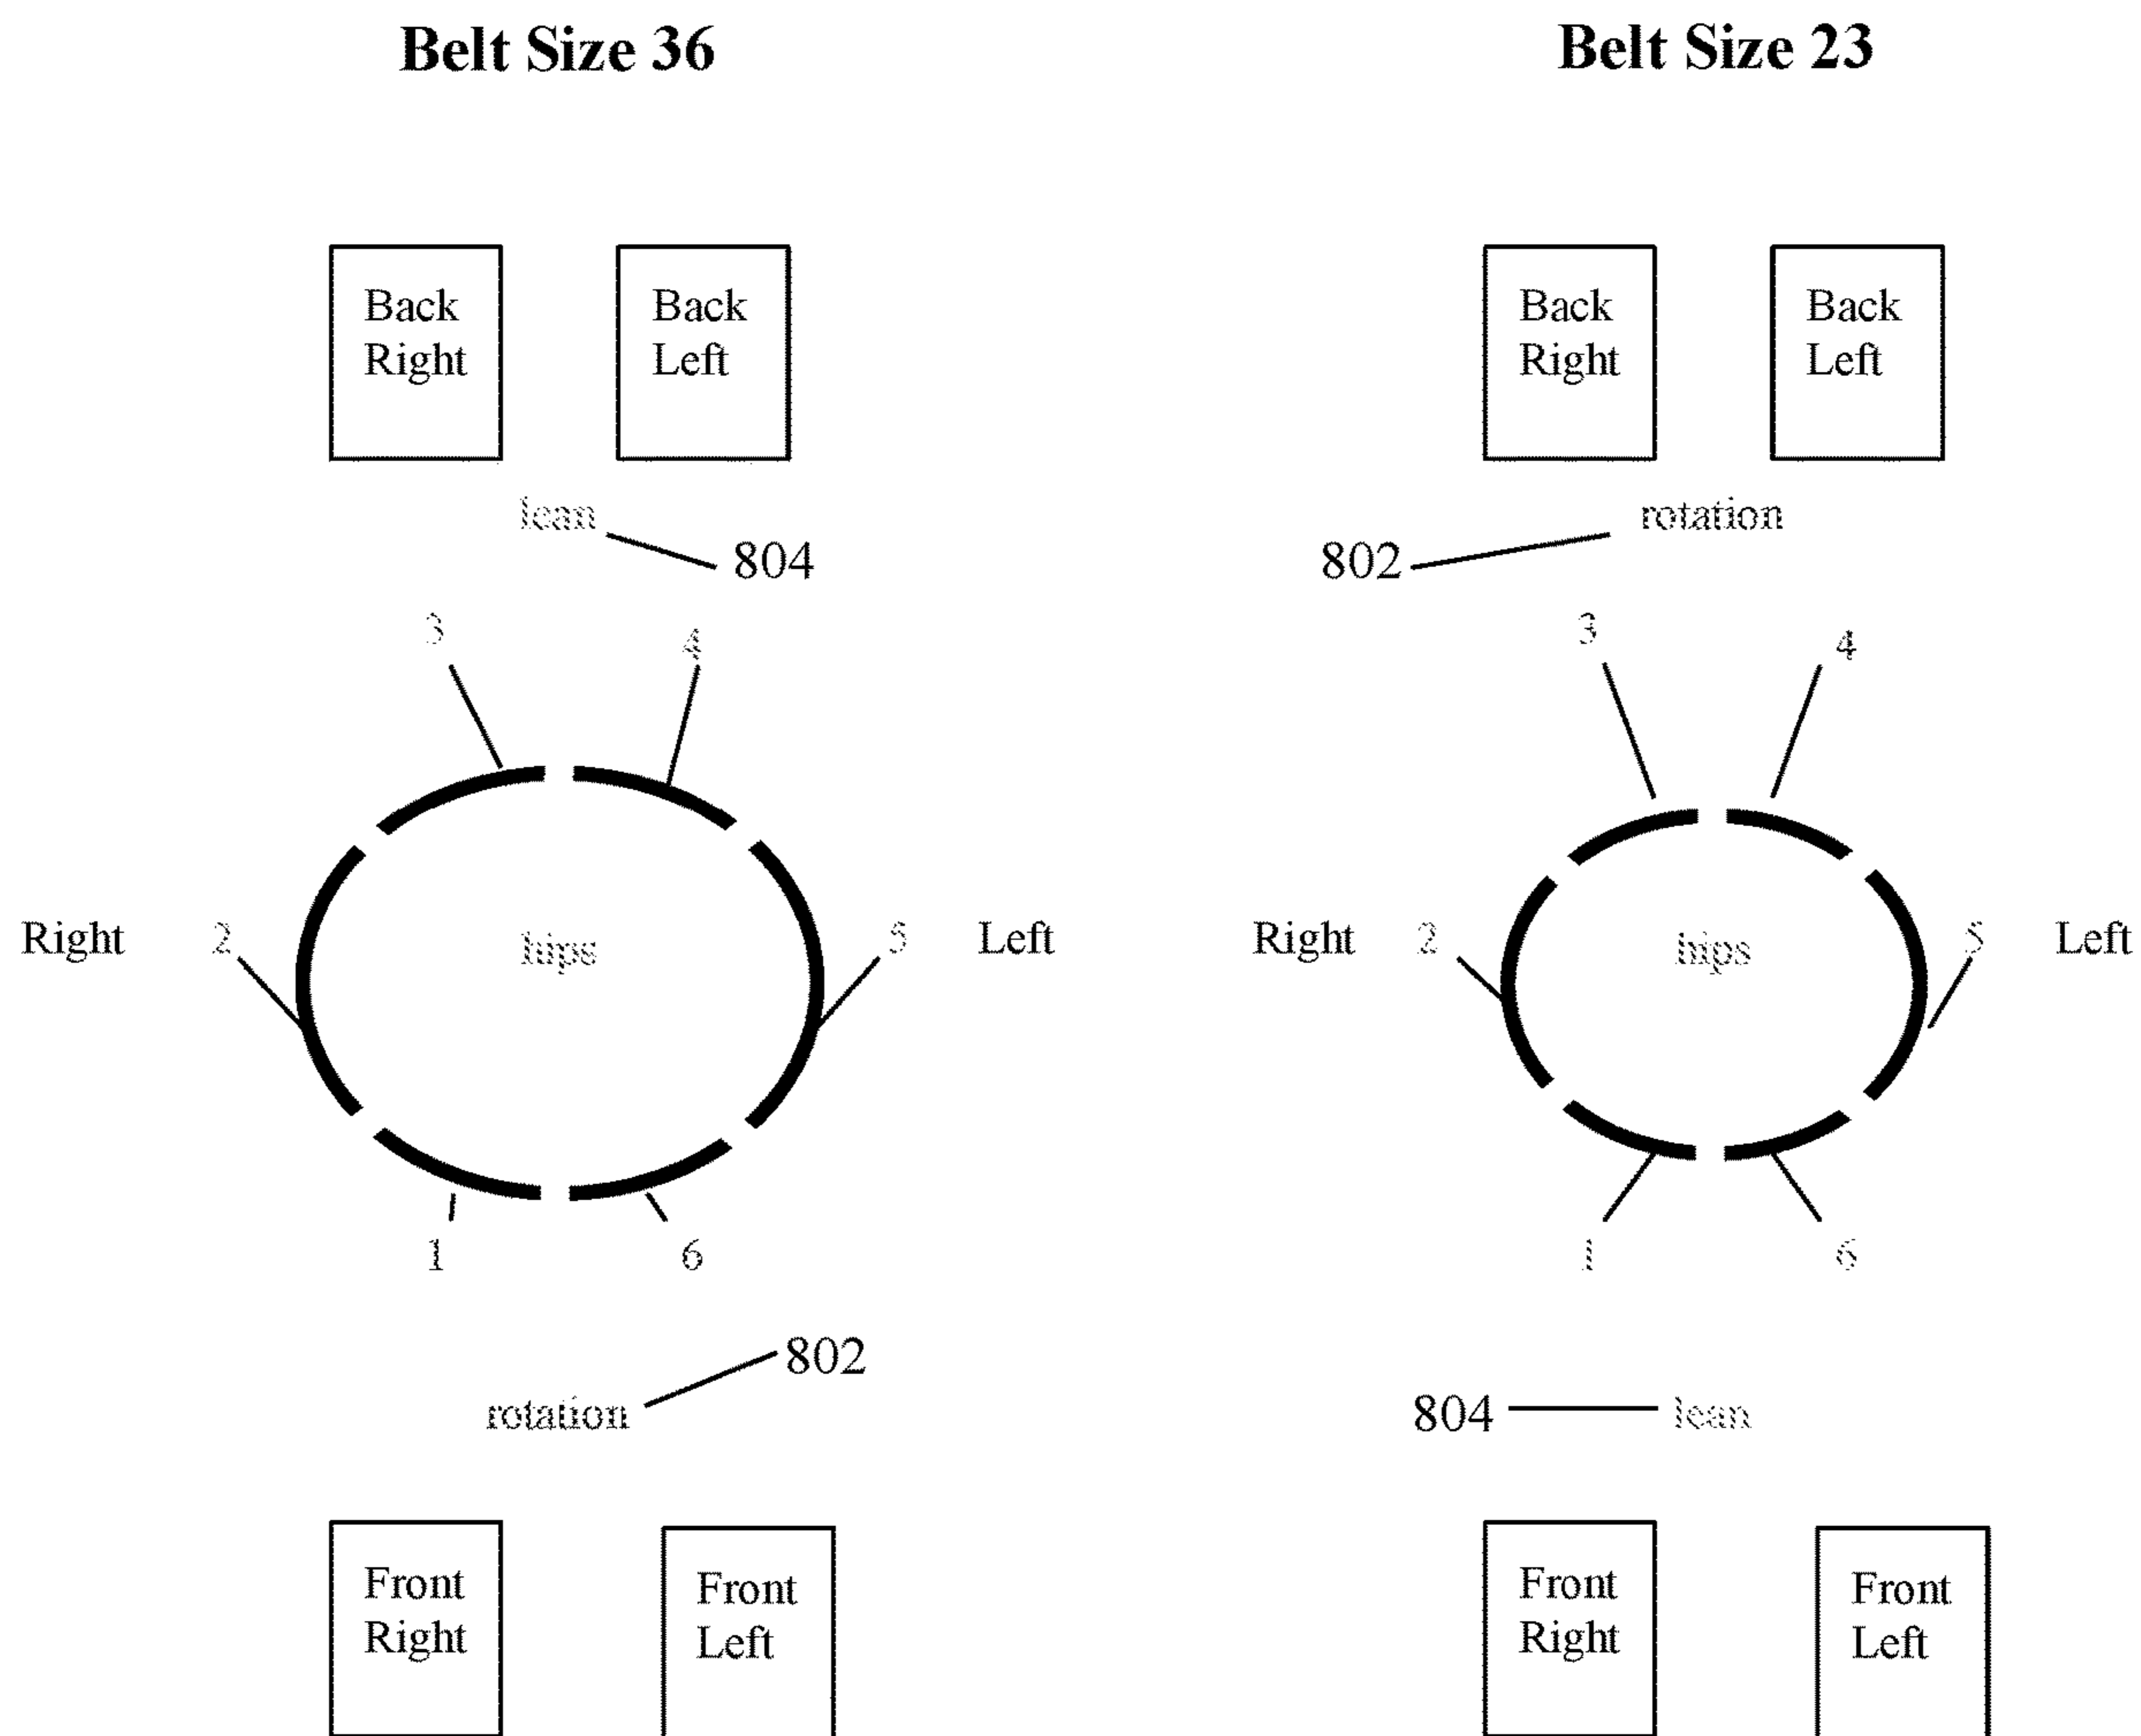 Belt Size 36
Back
Right
Back
Left
lean
804
3
4
Right
2
hips
5
Left
1
6
802
rotation
Front
Right
Front
Left
Belt Size 23
Back
Right
Back
Left
rotation
802
3
4
Right
2
hips
5
Left
1
6
804
lean
Front
Right
Front
Left